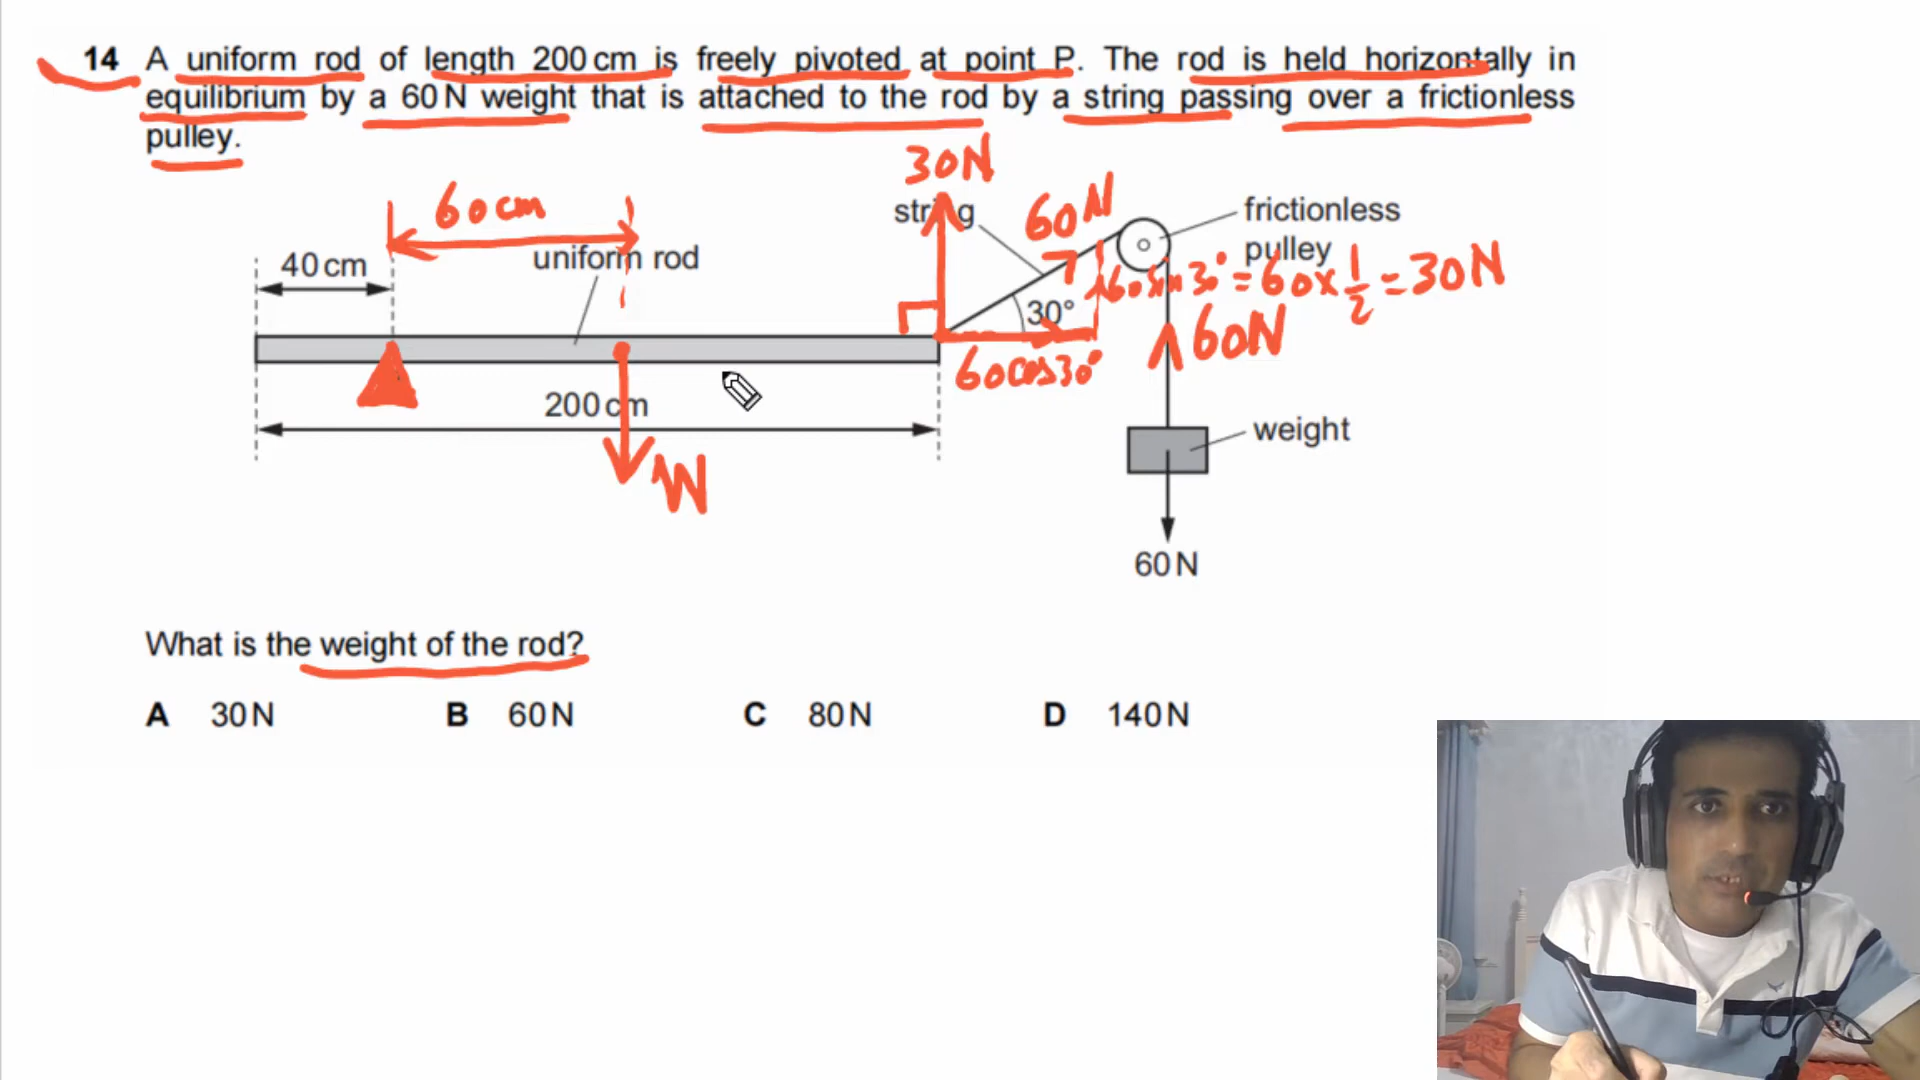 14 A uniform rod of length 200 cm is freely pivoted at point P. The rod is held horizontally in
equilibrium by a 60 N weight that is attached to the rod by a string passing over a frictionless
pulley.
30N
60cm
string
60N
frictionless
pulley
40 cm
uniform rod
60sin30° = 60 × 1/2 = 30N
30°
60N
60cos30°
200 cm
weight
W
60 N
What is the weight of the rod?
A 30 N B 60 N C 80 N D 140 N